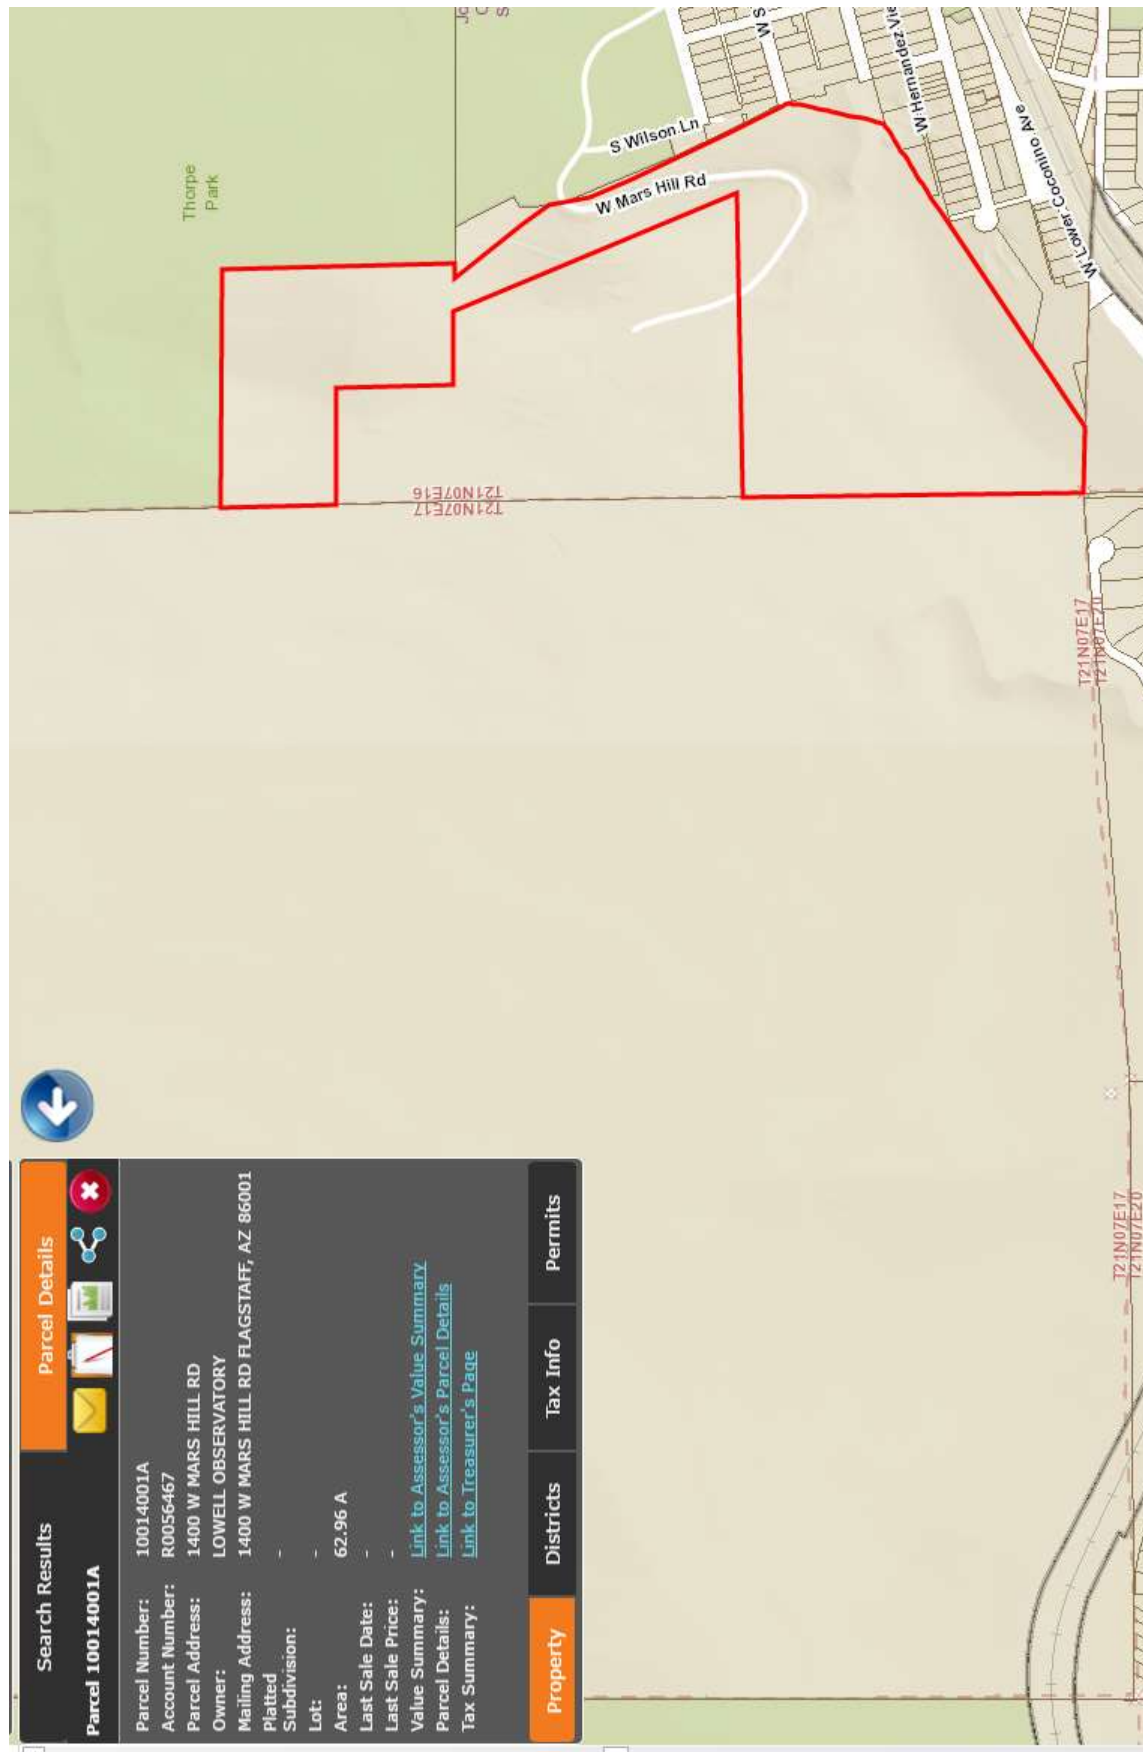 Search Results
Parcel Details
Parcel 10014001A
Parcel Number: 10014001A
Account Number: R0056467
Parcel Address: 1400 W MARS HILL RD
Owner: LOWELL OBSERVATORY
Mailing Address: 1400 W MARS HILL RD FLAGSTAFF, AZ 86001
Platted
Subdivision: -
Lot: -
Area: 62.96 A
Last Sale Date: -
Last Sale Price: -
Value Summary: Link to Assessor's Value Summary
Parcel Details: Link to Assessor's Parcel Details
Tax Summary: Link to Treasurer's Page
Property
Districts
Tax Info
Permits
Thorpe
Park
Jo
C
S
S Wilson Ln
W Mars Hill Rd
W S
W Hernandez Vie
W Lower Coconino Ave
T21N07E16
T21N07E17
T21N07E17
T21N07E20
T21N07E17
T21N07E20